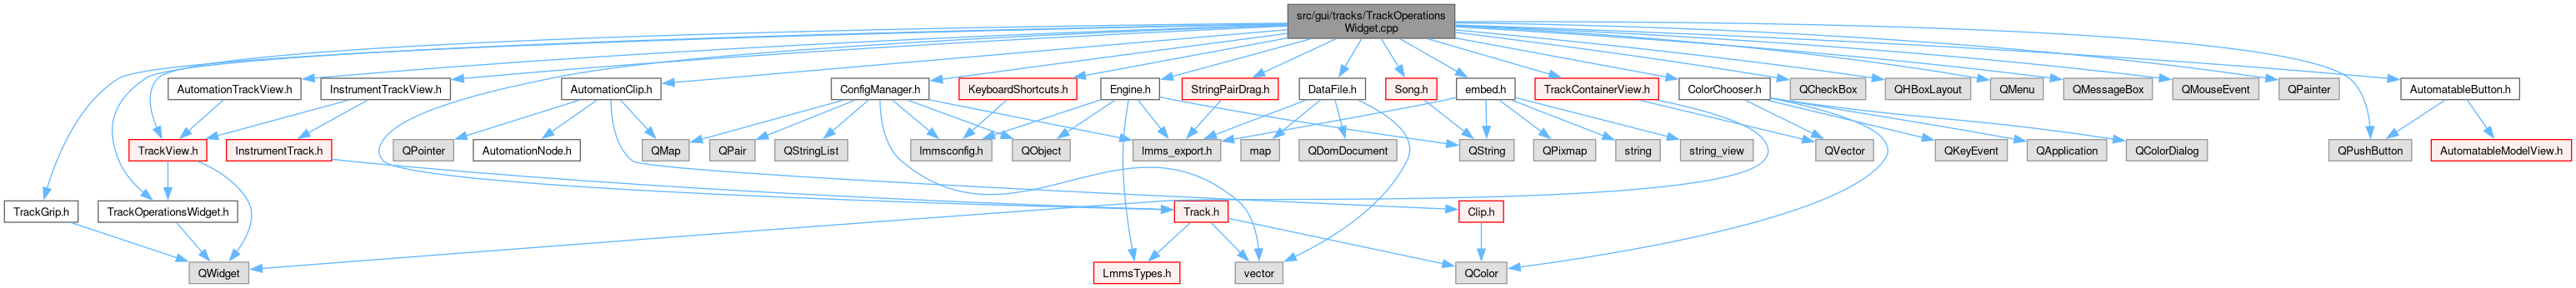 src/gui/tracks/TrackOperations
Widget.cpp
AutomationTrackView.h
InstrumentTrackView.h
AutomationClip.h
ConfigManager.h
KeyboardShortcuts.h
Engine.h
StringPairDrag.h
DataFile.h
Song.h
embed.h
TrackContainerView.h
ColorChooser.h
QCheckBox
QHBoxLayout
QMenu
QMessageBox
QMouseEvent
QPainter
AutomatableButton.h
TrackView.h
InstrumentTrack.h
QPointer
AutomationNode.h
QMap
QPair
QStringList
lmmsconfig.h
QObject
lmms_export.h
map
QDomDocument
QString
QPixmap
string
string_view
QVector
QKeyEvent
QApplication
QColorDialog
QPushButton
AutomatableModelView.h
TrackGrip.h
TrackOperationsWidget.h
Track.h
Clip.h
QWidget
LmmsTypes.h
vector
QColor